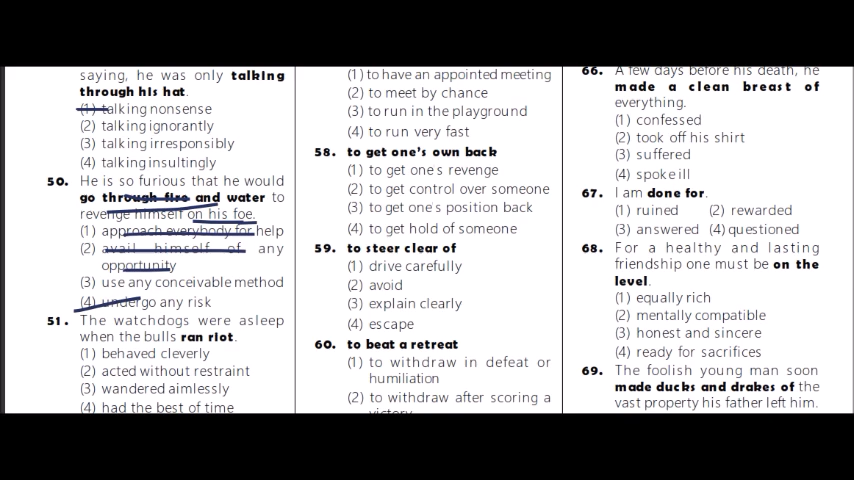 saying, he was only talking
through his hat.
(1) talking nonsense
(2) talking ignorantly
(3) talking irresponsibly
(4) talking insultingly
50. He is so furious that he would
go through fire and water to
revenge himself on his foe.
(1) approach everybody for help
(2) avail himself of any
opportunity
(3) use any conceivable method
(4) undergo any risk
51. The watchdogs were asleep
when the bulls ran riot.
(1) behaved cleverly
(2) acted without restraint
(3) wandered aimlessly
(4) had the best of time
(1) to have an appointed meeting
(2) to meet by chance
(3) to run in the playground
(4) to run very fast
58. to get one's own back
(1) to get one s revenge
(2) to get control over someone
(3) to get one s position back
(4) to get hold of someone
59. to steer clear of
(1) drive carefully
(2) avoid
(3) explain clearly
(4) escape
60. to beat a retreat
(1) to withdraw in defeat or
humiliation
(2) to withdraw after scoring a
victory
66. A few days before his death, he
made a clean breast of
everything.
(1) confessed
(2) took off his shirt
(3) suffered
(4) spoke ill
67. I am done for.
(1) ruined (2) rewarded
(3) answered (4) questioned
68. For a healthy and lasting
friendship one must be on the
level.
(1) equally rich
(2) mentally compatible
(3) honest and sincere
(4) ready for sacrifices
69. The foolish young man soon
made ducks and drakes of the
vast property his father left him.